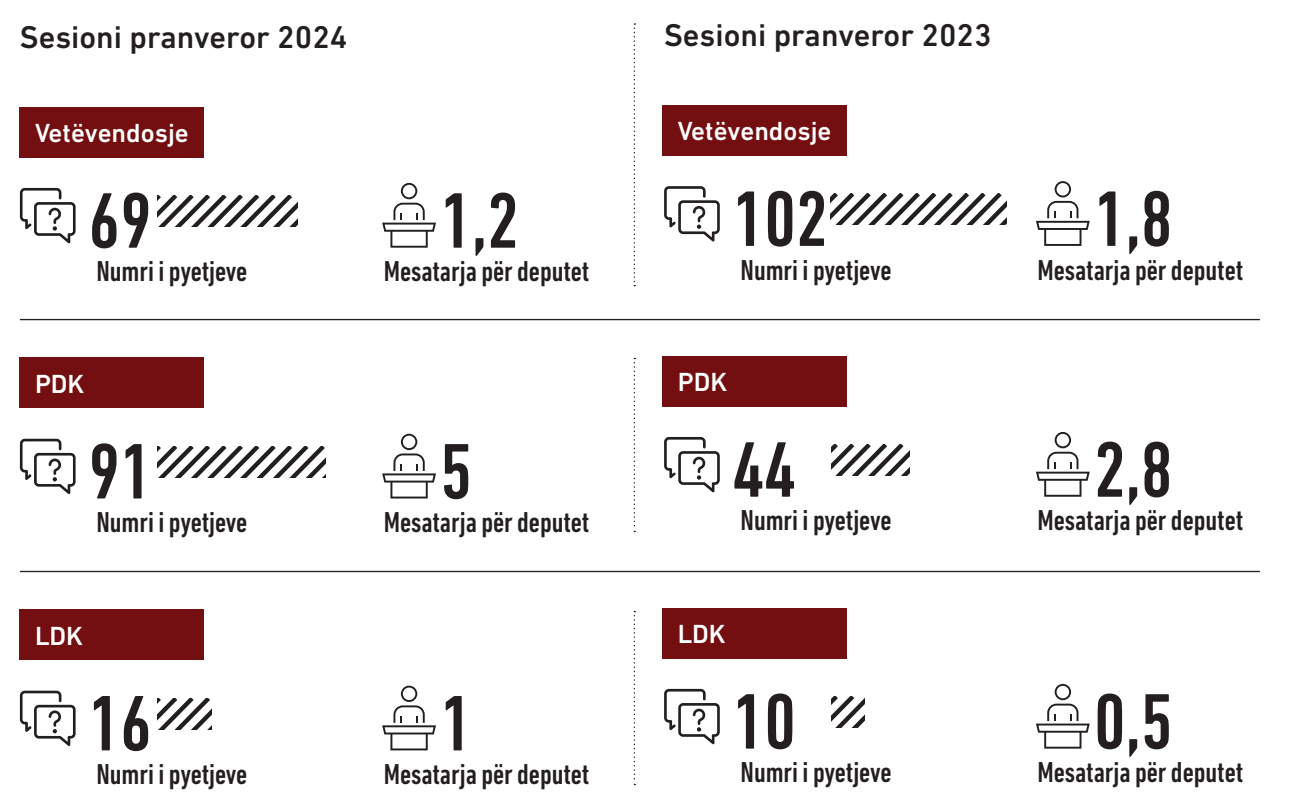 Sesioni pranveror 2024
Sesioni pranveror 2023
Vetëvendosje
Vetëvendosje
69
1,2
102
1,8
Numri i pyetjeve
Mesatarja për deputet
Numri i pyetjeve
Mesatarja për deputet
PDK
PDK
91
5
44
2,8
Numri i pyetjeve
Mesatarja për deputet
Numri i pyetjeve
Mesatarja për deputet
LDK
LDK
16
1
10
0,5
Numri i pyetjeve
Mesatarja për deputet
Numri i pyetjeve
Mesatarja për deputet